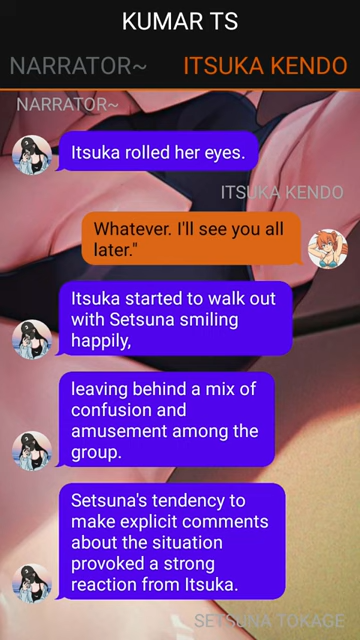 KUMAR TS
NARRATOR~ ITSUKA KENDO
NARRATOR~
Itsuka rolled her eyes.
ITSUKA KENDO
Whatever. I'll see you all
later."
Itsuka started to walk out
with Setsuna smiling
happily,
leaving behind a mix of
confusion and
amusement among the
group.
Setsuna's tendency to
make explicit comments
about the situation
provoked a strong
reaction from Itsuka.
SETSUNA TOKAGE